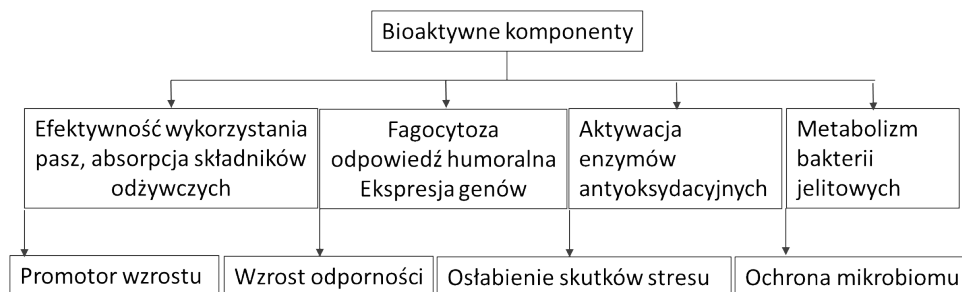 Bioaktywne komponenty
Efektywność wykorzystania
pasz, absorpcja składników
odżywczych
Fagocytoza
odpowiedź humoralna
Ekspresja genów
Aktywacja
enzymów
antyoksydacyjnych
Metabolizm
bakterii
jelitowych
Promotor wzrostu
Wzrost odporności
Osłabienie skutków stresu
Ochrona mikrobiomu